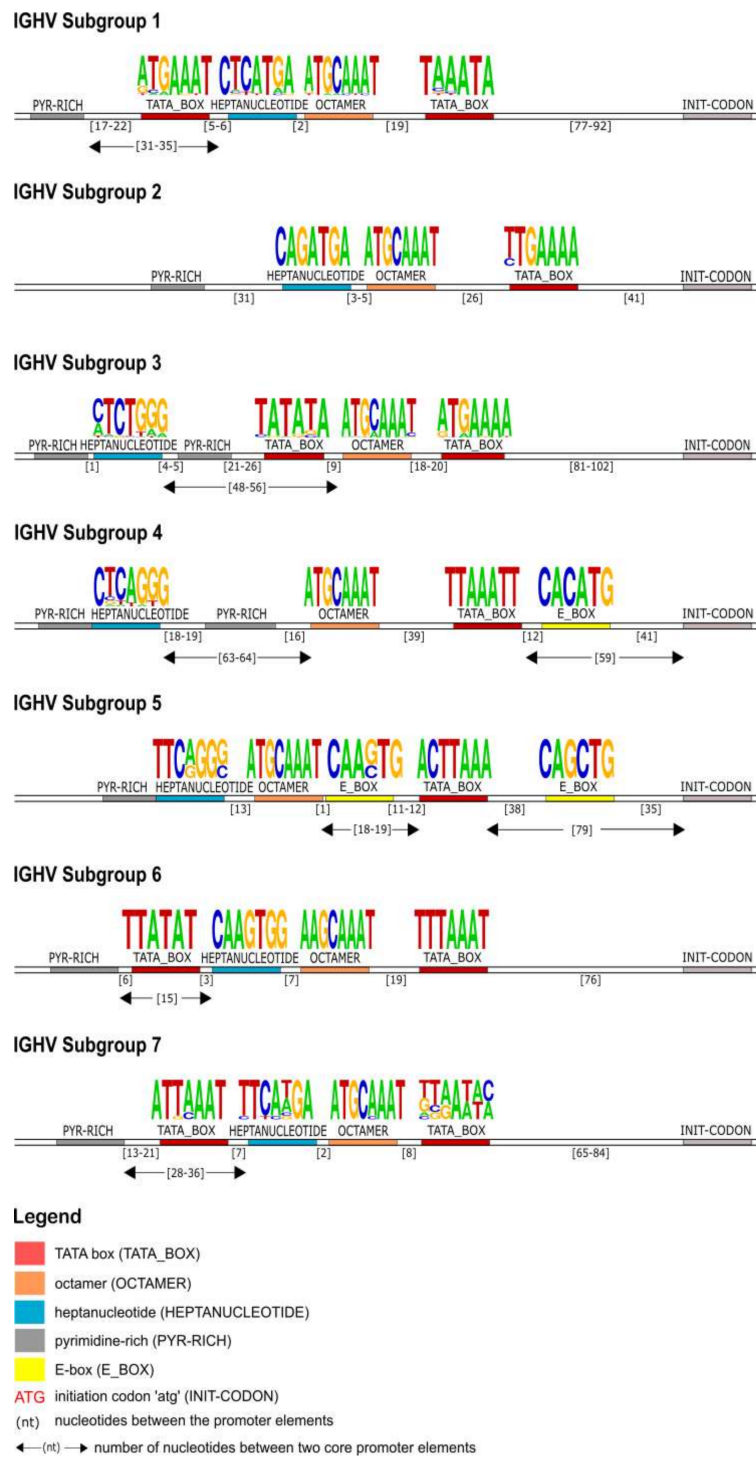 IGHV Subgroup 1
ATGAAAT CTCATGA ATGCAAAT TAAATA
PYR-RICH TATA_BOX HEPTANUCLEOTIDE OCTAMER TATA_BOX INIT-CODON
[17-22] [5-6] [2] [19] [77-92]
[31-35]
IGHV Subgroup 2
CAGATGA ATGCAAAT TTGAAAA
PYR-RICH HEPTANUCLEOTIDE OCTAMER TATA_BOX INIT-CODON
[31] [3-5] [26] [41]
IGHV Subgroup 3
CTCTGGG TATATA ATGCAAAT ATGAAAA
PYR-RICH HEPTANUCLEOTIDE PYR-RICH TATA_BOX OCTAMER TATA_BOX INIT-CODON
[1] [4-5] [21-26] [9] [18-20] [81-102]
[48-56]
IGHV Subgroup 4
CTCAGGG ATGCAAAT TTAAATT CACATG
PYR-RICH HEPTANUCLEOTIDE PYR-RICH OCTAMER TATA_BOX E_BOX INIT-CODON
[18-19] [16] [39] [12] [41]
[63-64] [59]
IGHV Subgroup 5
TTCAGGG ATGCAAAT CAAGTG ACTTAAA CAGCTG
PYR-RICH HEPTANUCLEOTIDE OCTAMER E_BOX TATA_BOX E_BOX INIT-CODON
[13] [1] [11-12] [38] [35]
[18-19] [79]
IGHV Subgroup 6
TTATAT CAAGTGG AAGCAAAT TTTAAAT
PYR-RICH TATA_BOX HEPTANUCLEOTIDE OCTAMER TATA_BOX INIT-CODON
[6] [3] [7] [19] [76]
[15]
IGHV Subgroup 7
ATTAAAT TTCATGA ATGCAAAT TTAATAC
PYR-RICH TATA_BOX HEPTANUCLEOTIDE OCTAMER TATA_BOX INIT-CODON
[13-21] [7] [2] [8] [65-84]
[28-36]
Legend
TATA box (TATA_BOX)
octamer (OCTAMER)
heptanucleotide (HEPTANUCLEOTIDE)
pyrimidine-rich (PYR-RICH)
E-box (E_BOX)
ATG initiation codon 'atg' (INIT-CODON)
(nt) nucleotides between the promoter elements
(nt) number of nucleotides between two core promoter elements